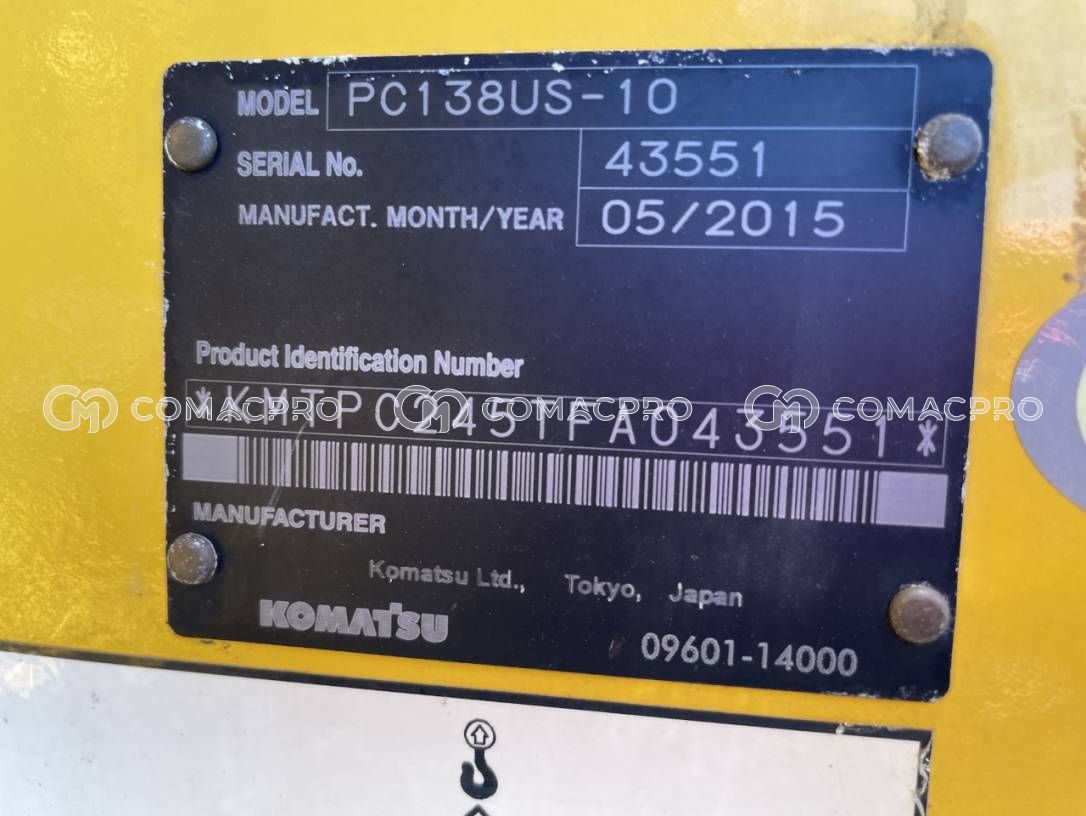 MODEL PC138US-10
SERIAL No. 43551
MANUFACT. MONTH/YEAR 05/2015
Product Identification Number
*KMTPC245TFA043551*
COMACPRO COMACPRO COMACPRO
MANUFACTURER
Komatsu Ltd., Tokyo, Japan
KOMATSU
09601-14000